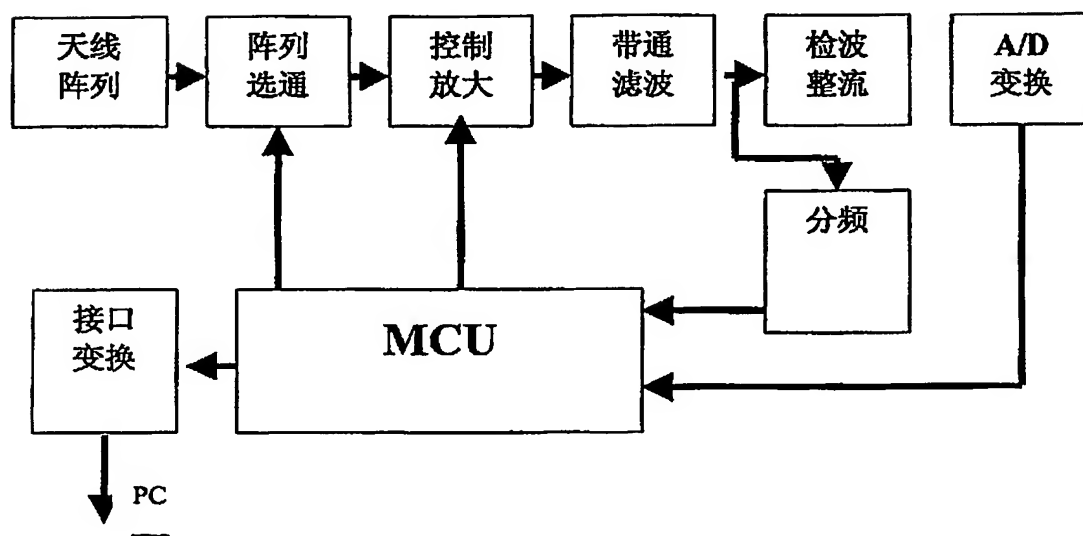 天线
阵列
阵列
选通
控制
放大
带通
滤波
检波
整流
A/D
变换
分频
接口
变换
MCU
PC